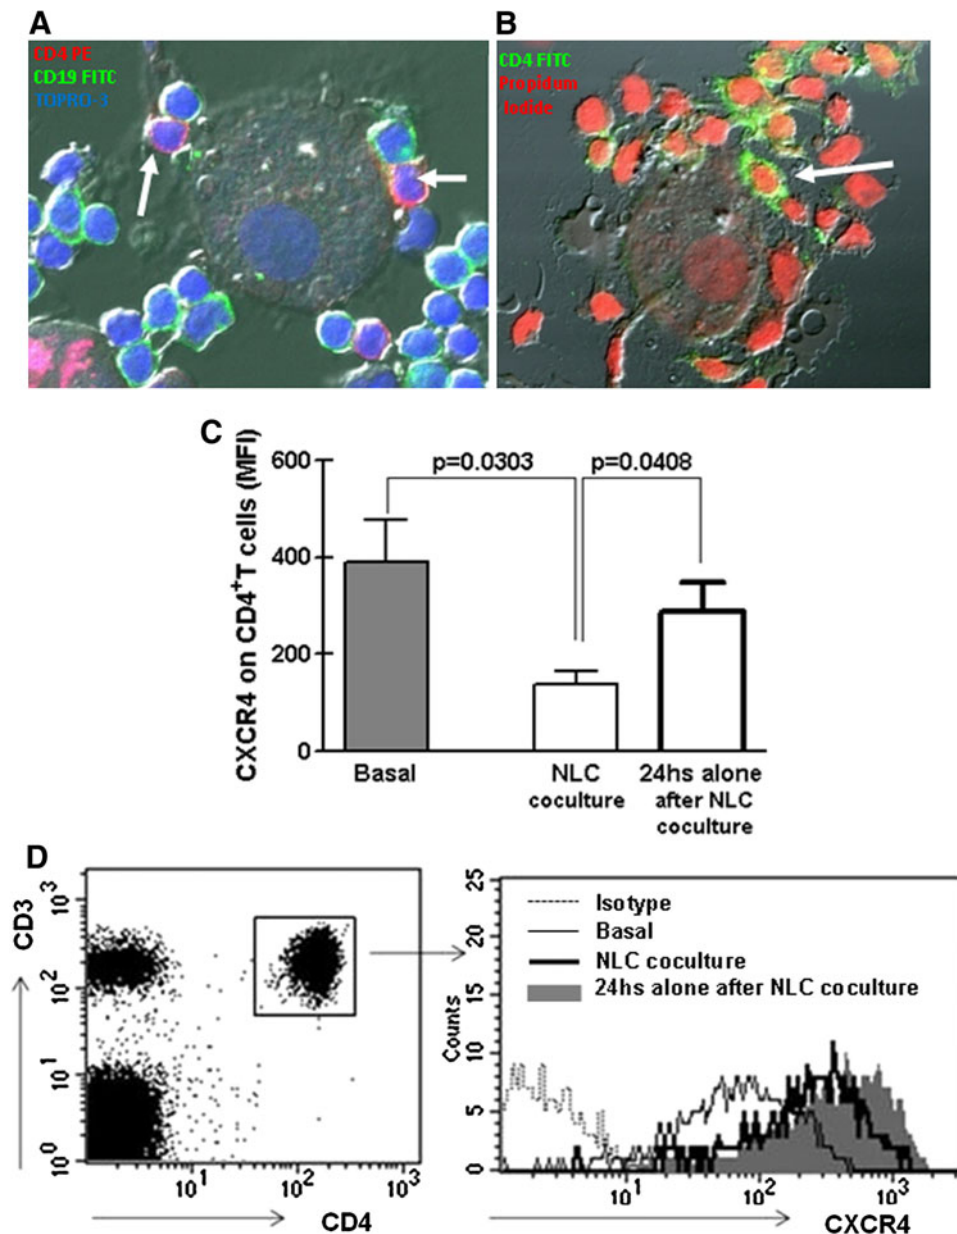 A
CD4 PE
CD19 FITC
TOPRO-3
B
CD4 FITC
Propidum
Iodide
C
CXCR4 on CD4+T cells (MFI)
600
400
200
0
p=0.0303
p=0.0408
Basal
NLC
coculture
24hs alone
after NLC
coculture
D
CD3
10³
10²
10¹
10⁰
10¹
10²
10³
CD4
Counts
25
20
15
10
5
0
Isotype
Basal
NLC coculture
24hs alone after NLC coculture
10¹
10²
10³
CXCR4